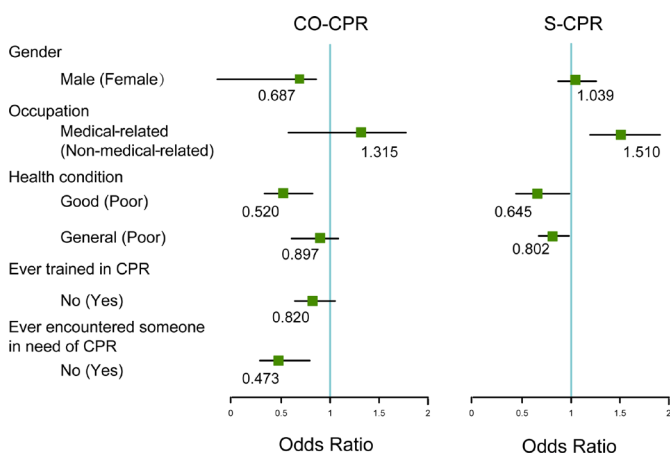 CO-CPR
S-CPR
Gender
Male (Female)
0.687
1.039
Occupation
Medical-related
(Non-medical-related)
1.315
1.510
Health condition
Good (Poor)
0.520
0.645
General (Poor)
0.897
0.802
Ever trained in CPR
No (Yes)
0.820
Ever encountered someone
in need of CPR
No (Yes)
0.473
0 0.5 1 1.5 2
0 0.5 1 1.5 2
Odds Ratio
Odds Ratio